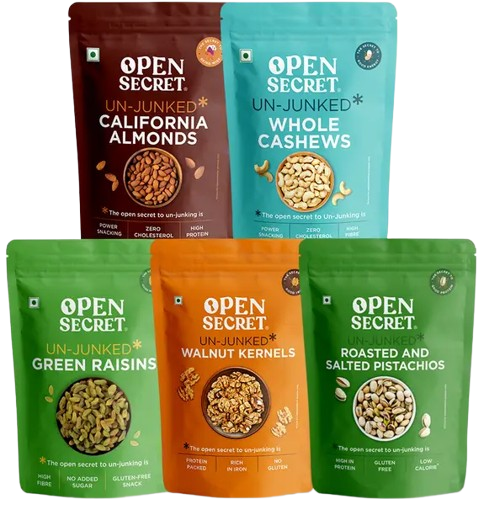 OPEN
SECRET
UN-JUNKED*
CALIFORNIA
ALMONDS
*The open secret to un-junking is
POWER
SNACKING
ZERO
CHOLESTEROL
HIGH
PROTEIN
OPEN
SECRET
UN-JUNKED*
WHOLE
CASHEWS
*The open secret to Un-Junking is
POWER
SNACKING
ZERO
CHOLESTEROL
HIGH
FIBRE
OPEN
SECRET
UN-JUNKED*
GREEN RAISINS
*The open secret to un-junking is
HIGH
FIBRE
NO ADDED
SUGAR
GLUTEN-FREE
SNACK
OPEN
SECRET
UN-JUNKED*
WALNUT KERNELS
*The open secret to un-junking is
PROTEIN
PACKED
RICH
IN IRON
NO
GLUTEN
OPEN
SECRET
UN-JUNKED*
ROASTED AND
SALTED PISTACHIOS
*The open secret to un-junking is
HIGH IN
PROTEIN
GLUTEN
FREE
LOW
CALORIE*